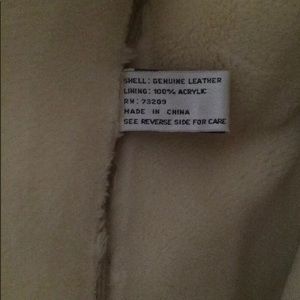 SHELL: GENUINE LEATHER
LINING: 100% ACRYLIC
RN: 73209
MADE IN CHINA
SEE REVERSE SIDE FOR CARE